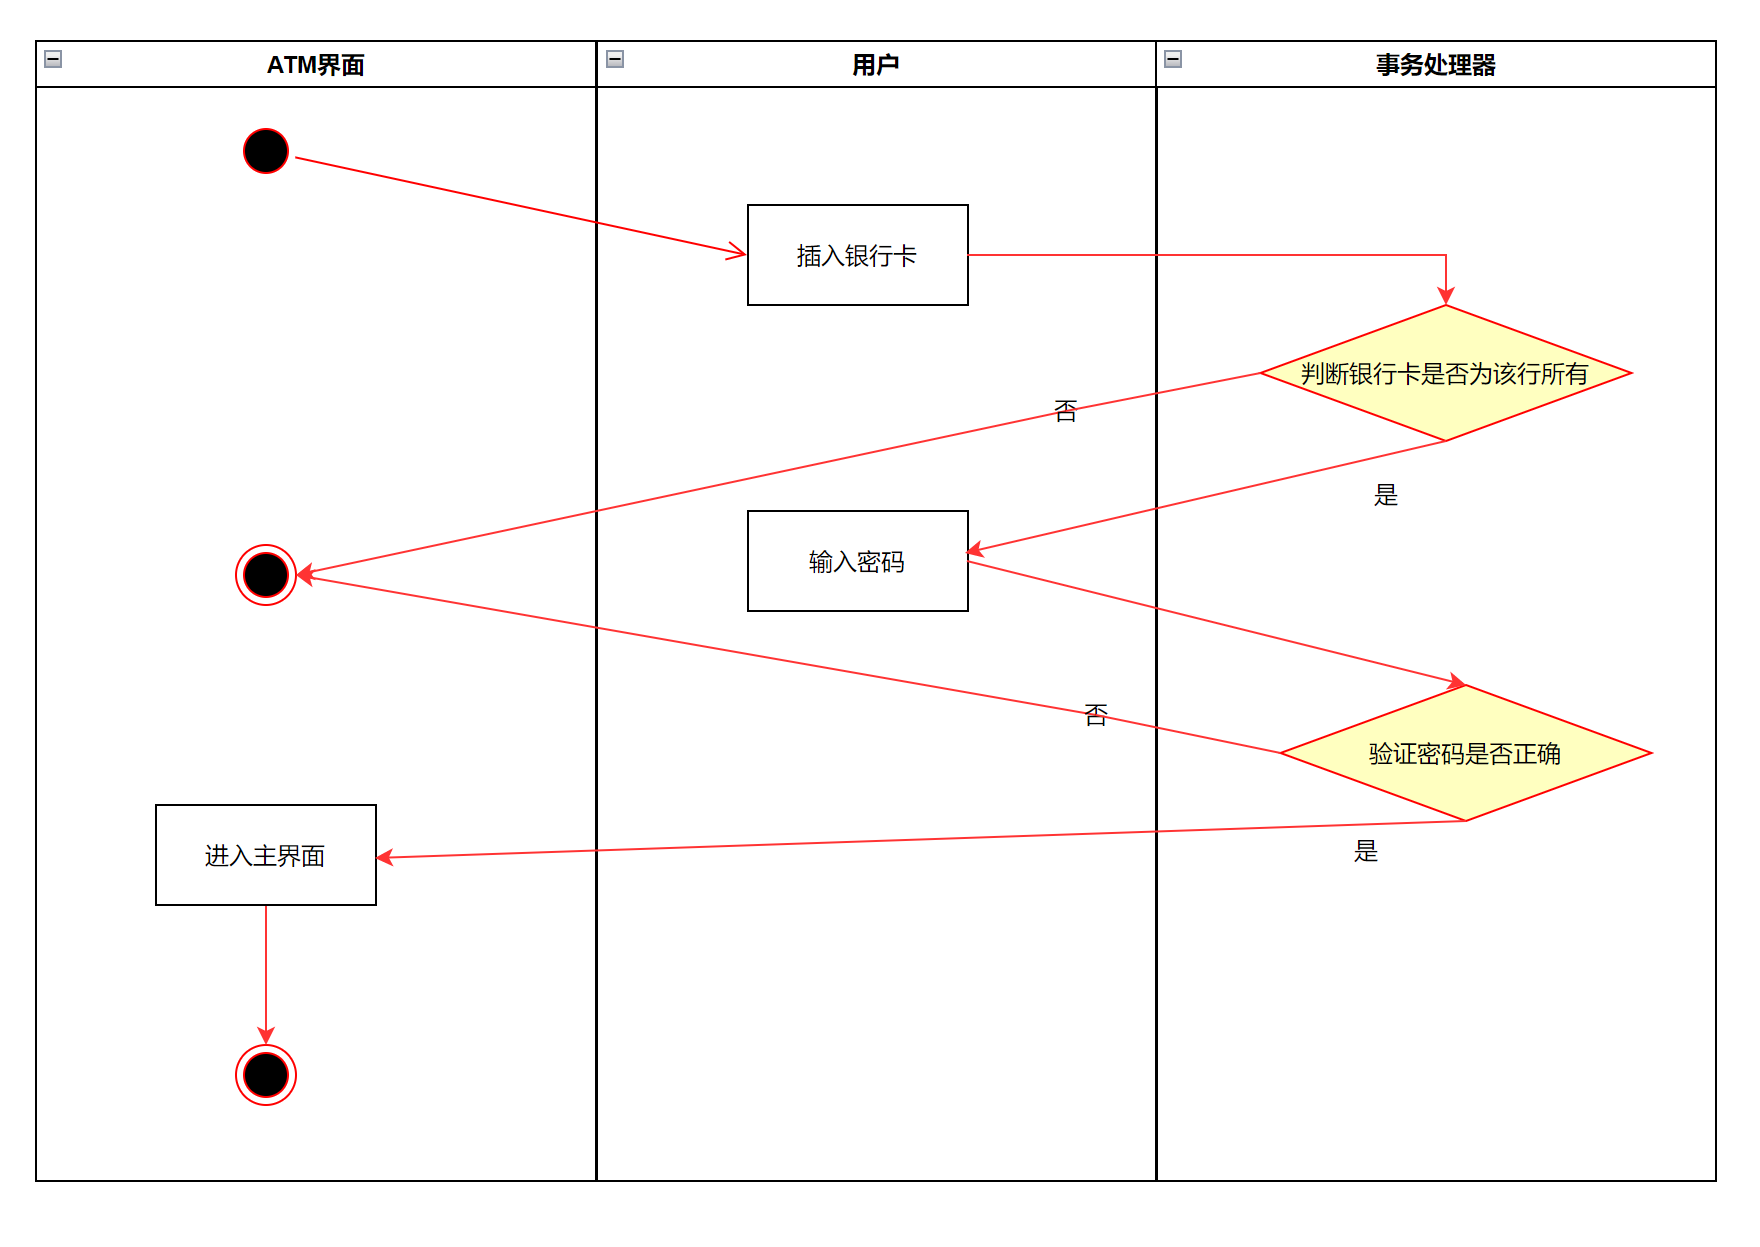 ATM界面
用户
事务处理器
插入银行卡
判断银行卡是否为该行所有
否
是
输入密码
否
验证密码是否正确
是
进入主界面